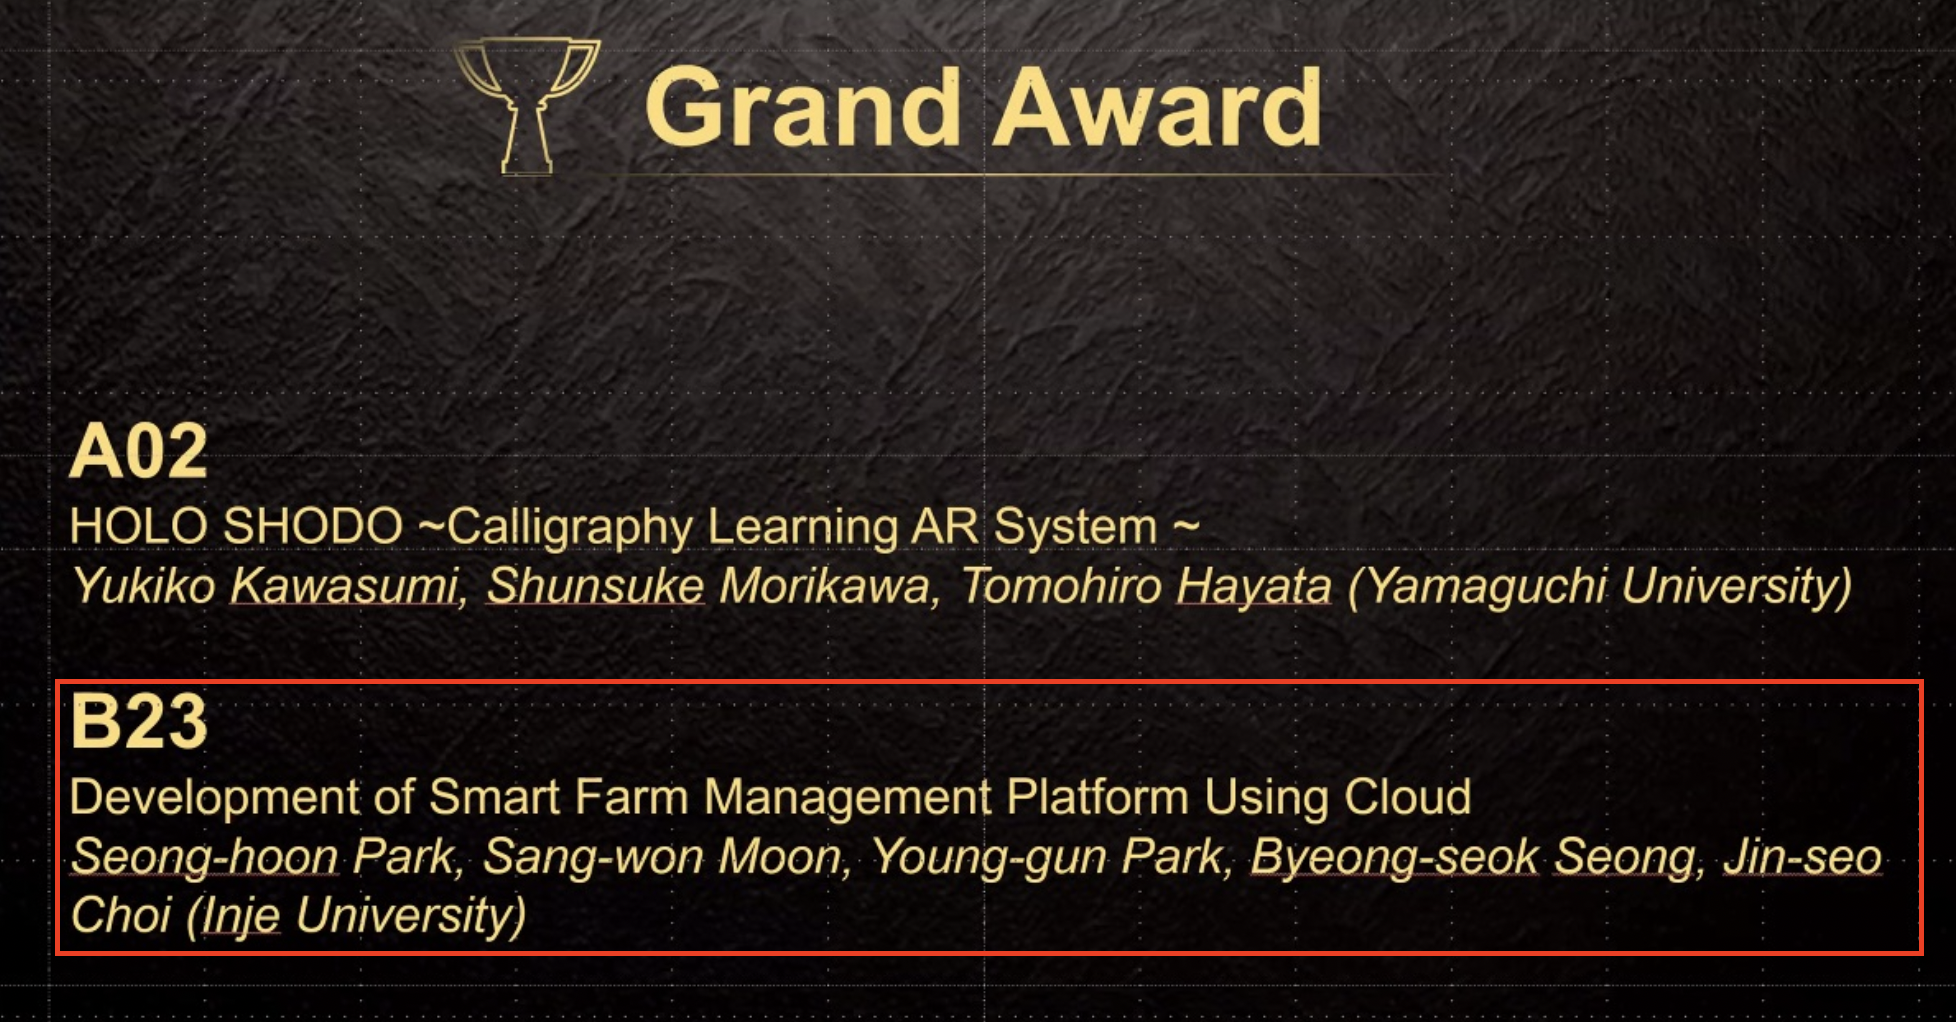 Grand Award
A02
HOLO SHODO ~Calligraphy Learning AR System ~
Yukiko Kawasumi, Shunsuke Morikawa, Tomohiro Hayata (Yamaguchi University)
B23
Development of Smart Farm Management Platform Using Cloud
Seong-hoon Park, Sang-won Moon, Young-gun Park, Byeong-seok Seong, Jin-seo
Choi (Inje University)